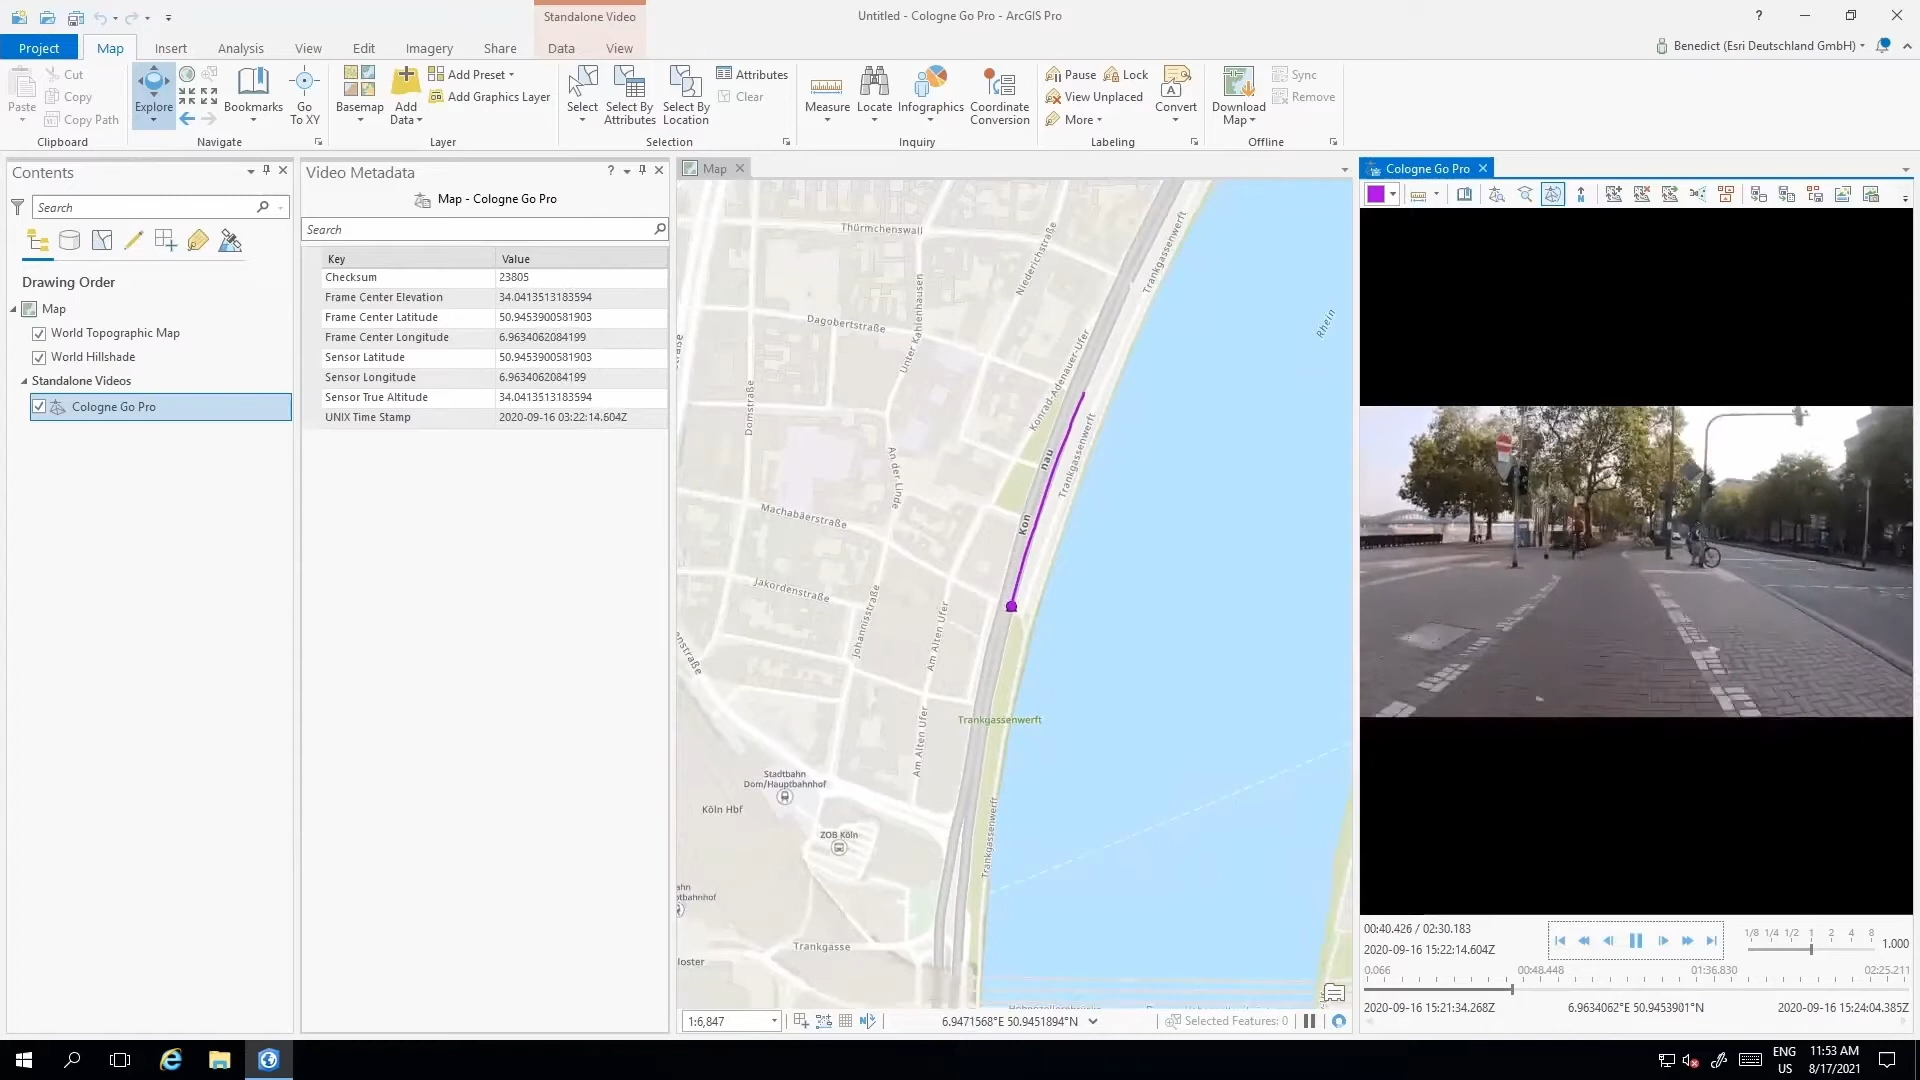 Standalone Video
Untitled - Cologne Go Pro - ArcGIS Pro
?
Project
Map
Insert
Analysis
View
Edit
Imagery
Share
Data
View
Benedict (Esri Deutschland GmbH)
Paste
Cut
Copy
Copy Path
Clipboard
Explore
Bookmarks
Go
To XY
Navigate
Basemap
Add
Data
Add Preset
Add Graphics Layer
Layer
Select
Select By
Attributes
Select By
Location
Attributes
Clear
Selection
Measure
Locate
Infographics
Coordinate
Conversion
Inquiry
Pause
Lock
View Unplaced
More
Convert
Labeling
Download
Map
Sync
Remove
Offline
Contents
Search
Drawing Order
Map
World Topographic Map
World Hillshade
Standalone Videos
Cologne Go Pro
Video Metadata
?
Map - Cologne Go Pro
Search
Key Value
Checksum 23805
Frame Center Elevation 34.0413513183594
Frame Center Latitude 50.9453900581903
Frame Center Longitude 6.9634062084199
Sensor Latitude 50.9453900581903
Sensor Longitude 6.9634062084199
Sensor True Altitude 34.0413513183594
UNIX Time Stamp 2020-09-16 03:22:14.604Z
Map
Thürmchenswall
Niederichstraße
Trankgassenwerft
Dagobertstraße
Unter Kahlenhausen
Rhein
Konrad-Adenauer-Ufer
Domstraße
Trankgassenwerft
nau
An der Linde
Kon
Machabäerstraße
Jakordenstraße
Johannisstraße
Am Alten Ufer
Trankgassenwerft
Am Alten Ufer
Stadtbahn
Dom/Hauptbahnhof
Köln Hbf
ZOB Köln
Trankgassenwerft
ptbahnhof
Trankgasse
loster
1:6,847
6.9471568°E 50.9451894°N
Selected Features: 0
Cologne Go Pro
00:40.426 / 02:30.183
2020-09-16 15:22:14.604Z
1/8 1/4 1/2 1 2 4 8
1.000
0.066
00:48.448
01:36.830
02:25.211
2020-09-16 15:21:34.268Z
6.9634062°E 50.9453901°N
2020-09-16 15:24:04.385Z
ENG
US
11:53 AM
8/17/2021